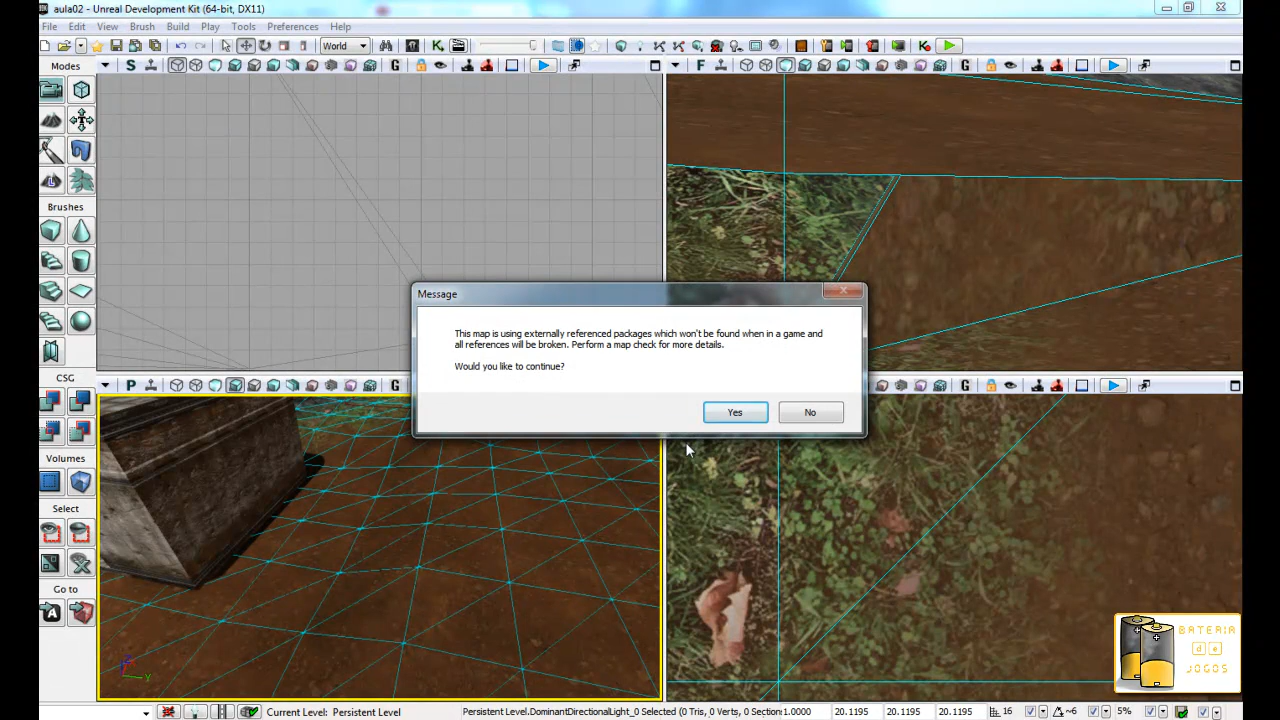 aula02 - Unreal Development Kit (64-bit, DX11)
File Edit View Brush Build Play Tools Preferences Help
World
Modes
S
G
F
G
Brushes
CSG
Volumes
Select
Go to
P
G
G
Message
This map is using externally referenced packages which won't be found when in a game and
all references will be broken. Perform a map check for more details.
Would you like to continue?
Yes No
Z
Y
BATERIA
de
JOGOS
Current Level: Persistent Level
Persistent Level.DominantDirectionalLight_0 Selected (0 Tris, 0 Verts, 0 Section
1.0000
20.1195
20.1195
20.1195
16
~6
5%